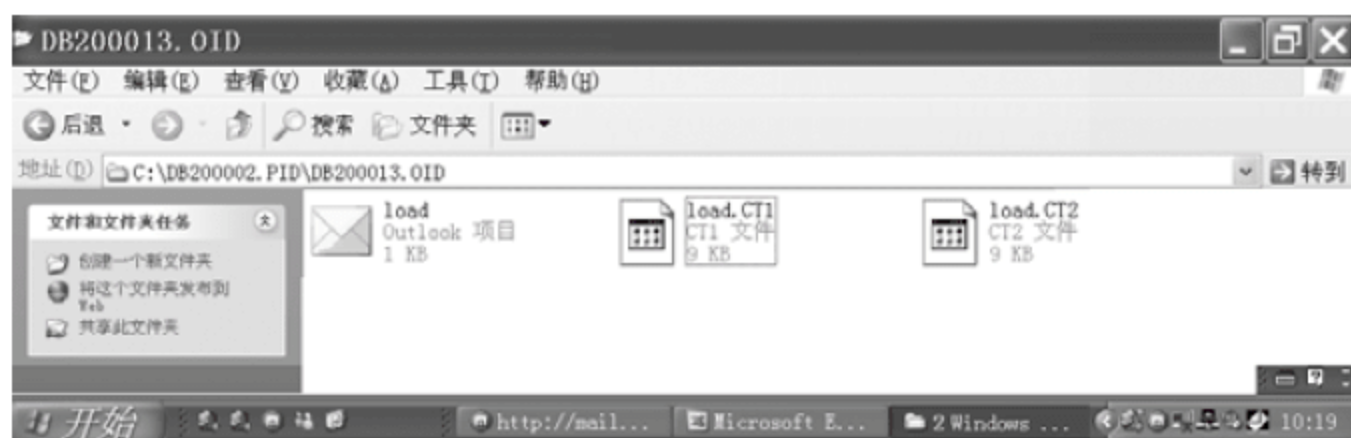 DB200013.OID
文件(F) 编辑(E) 查看(V) 收藏(A) 工具(T) 帮助(H)
后退 搜索 文件夹
地址(D) C:\DB200002.PID\DB200013.OID 转到
文件和文件夹任务
创建一个新文件夹
将这个文件夹发布到
Web
共享此文件夹
load
Outlook 项目
1 KB
load.CT1
CT1 文件
9 KB
load.CT2
CT2 文件
9 KB
开始 http://mail... Microsoft E... 2 Windows ... 10:19